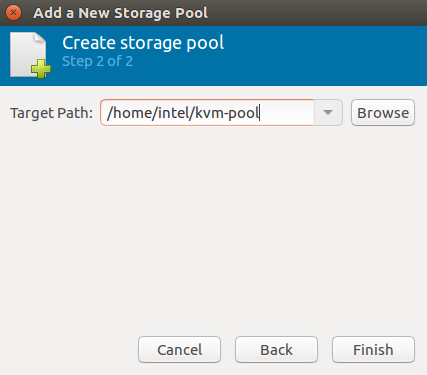 Add a New Storage Pool
Create storage pool
Step 2 of 2
Target Path: /home/intel/kvm-pool Browse
Cancel Back Finish